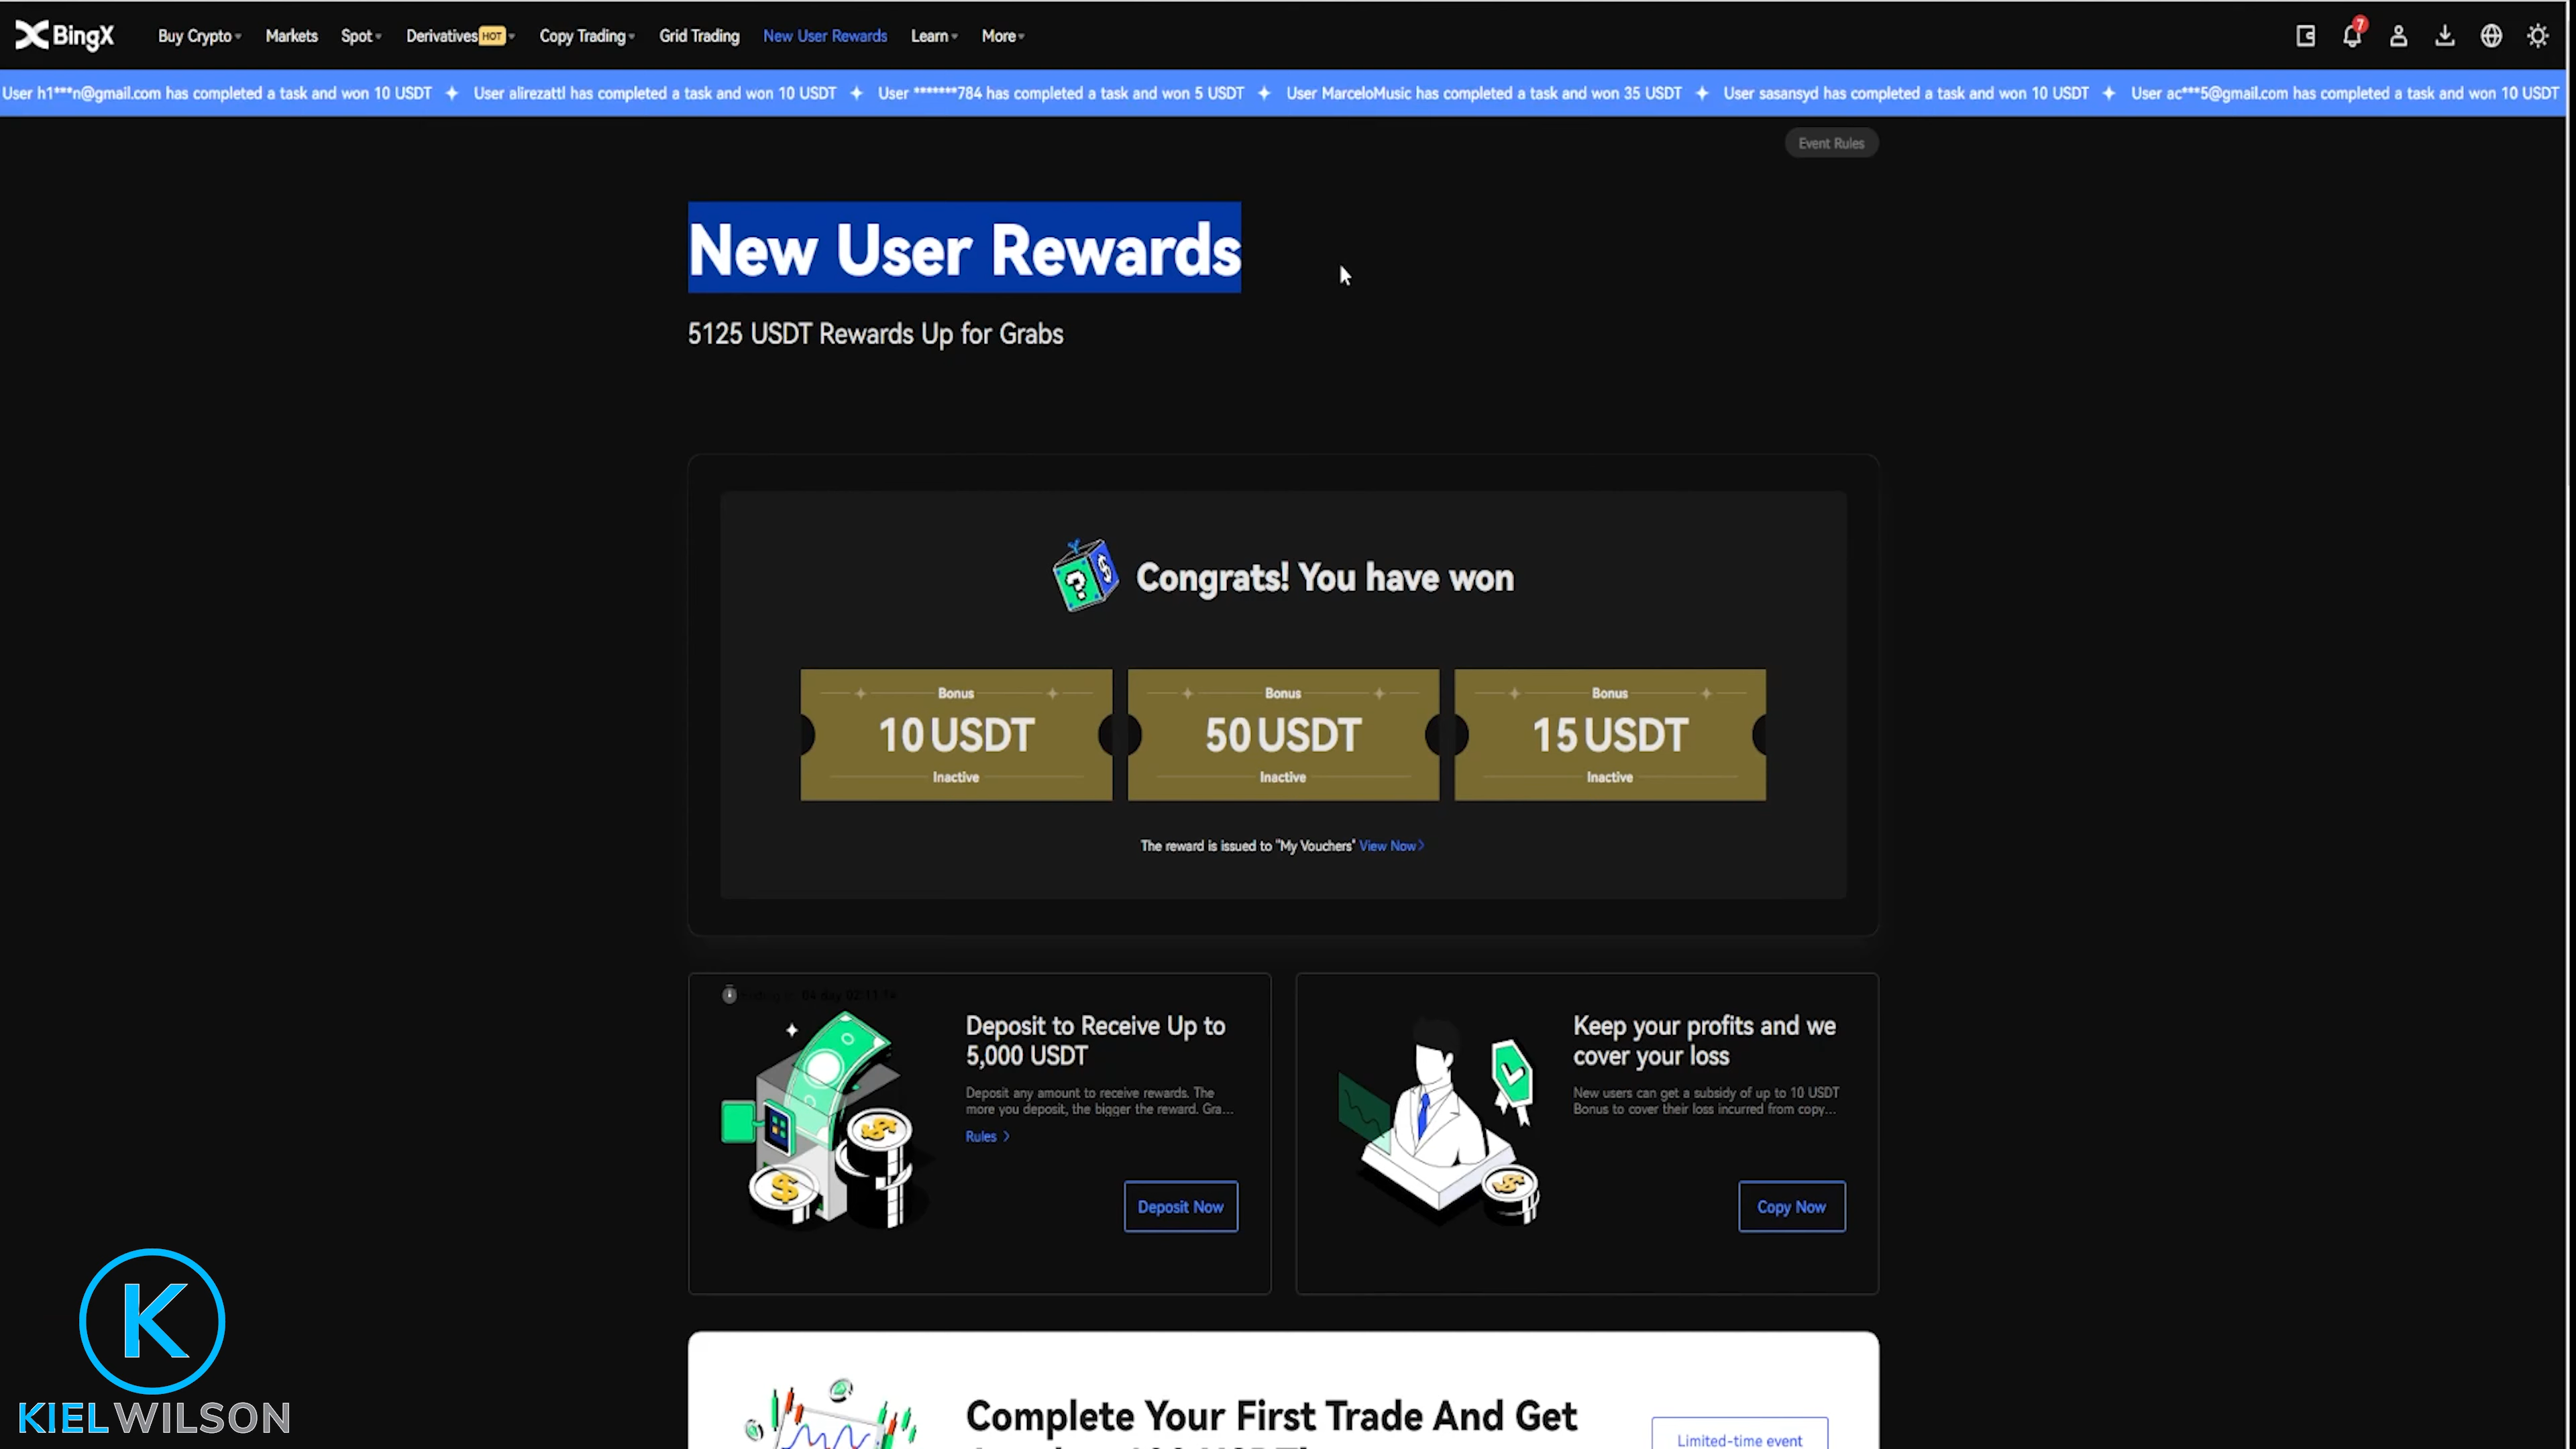 BingX
Buy Crypto
Markets
Spot
Derivatives HOT
Copy Trading
Grid Trading
New User Rewards
Learn
More
7
User h1***n@gmail.com has completed a task and won 10 USDT
User alirezattl has completed a task and won 10 USDT
User *******784 has completed a task and won 5 USDT
User MarceloMusic has completed a task and won 35 USDT
User sasansyd has completed a task and won 10 USDT
User ac***5@gmail.com has completed a task and won 10 USDT
Event Rules
New User Rewards
5125 USDT Rewards Up for Grabs
Congrats! You have won
Bonus
10 USDT
Inactive
Bonus
50 USDT
Inactive
Bonus
15 USDT
Inactive
The reward is issued to "My Vouchers" View Now
Deposit to Receive Up to
5,000 USDT
Deposit any amount to receive rewards. The
more you deposit, the bigger the reward. Gra...
Rules
Deposit Now
Keep your profits and we
cover your loss
New users can get a subsidy of up to 10 USDT
Bonus to cover their loss incurred from copy...
Copy Now
Complete Your First Trade And Get
Limited-time event
K
KIELWILSON